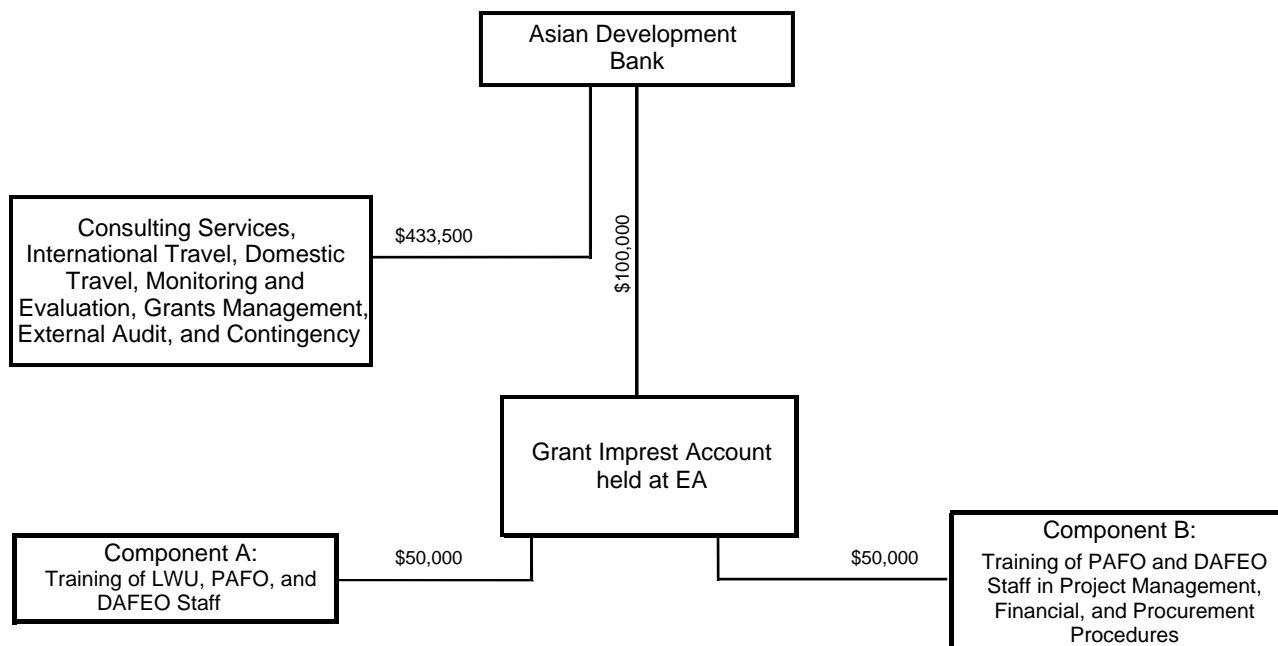 Asian Development
Bank
Consulting Services,
International Travel, Domestic
Travel, Monitoring and
Evaluation, Grants Management,
External Audit, and Contingency
$433,500
$100,000
Grant Imprest Account
held at EA
Component A:
Training of LWU, PAFO, and
DAFEO Staff
$50,000
$50,000
Component B:
Training of PAFO and DAFEO
Staff in Project Management,
Financial, and Procurement
Procedures